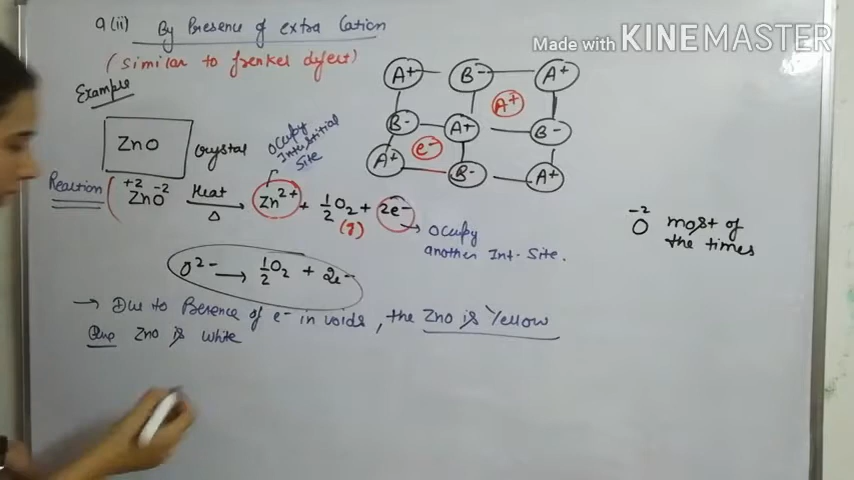 a(ii) By Presence of extra Cation
Made with KINEMASTER
(Similar to frenkel defect)
Example
ZnO
Crystal
Occupy
Interstitial
Site
A+ B- A+
A+
B- A+ B-
e-
A+ B- A+
Reaction
+2 -2
ZnO Heat Δ → Zn2+ + 1/2 O2 + 2e-
(g)
→ Occupy
another Int. Site.
-2
O most of
the times
O2- → 1/2 O2 + 2e-
→ Due to Perence of e- in voids, the ZnO is Yellow
Ques ZnO is white